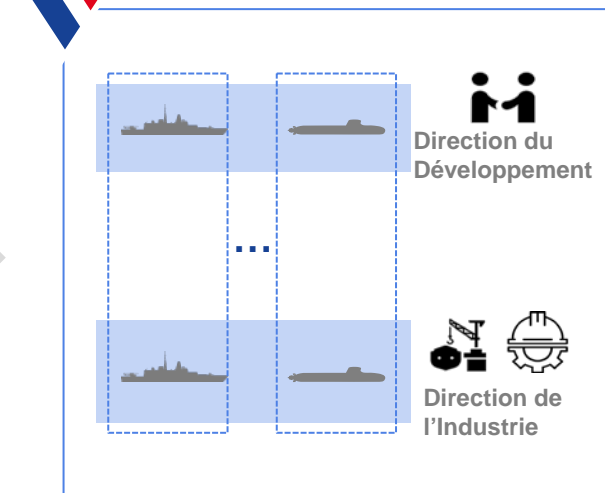 Direction du
Développement
...
Direction de
l'Industrie